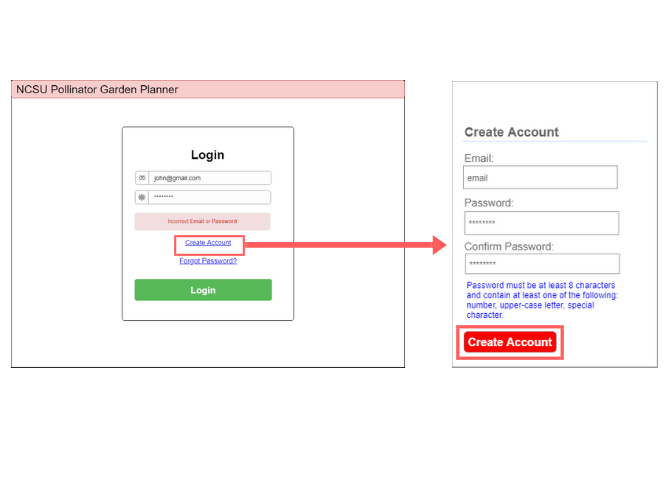 NCSU Pollinator Garden Planner
Login
john@gmail.com
********
Incorrect Email or Password
Create Account
Forgot Password?
Login
Create Account
Email:
email
Password:
********
Confirm Password:
********
Password must be at least 8 characters
and contain at least one of the following:
number, upper-case letter, special
character.
Create Account